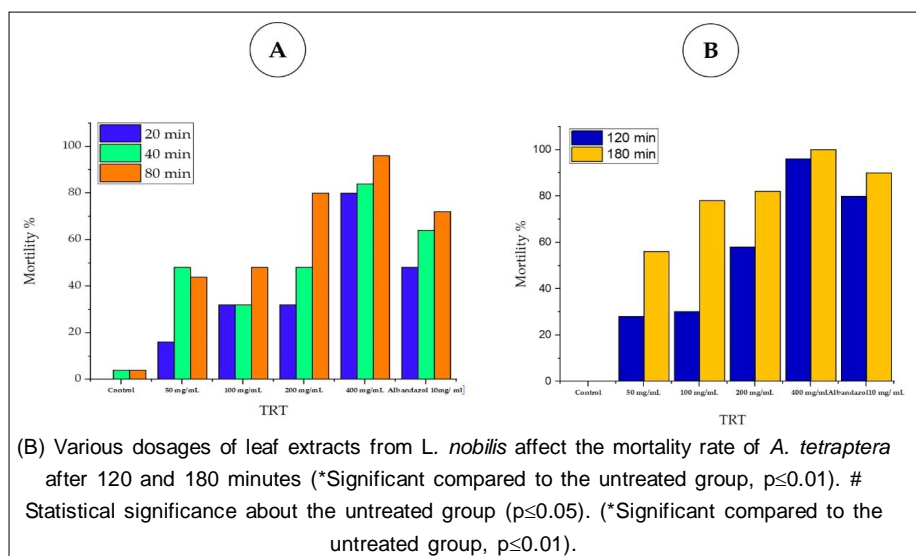 A
B
20 min
40 min
80 min
100
80
60
40
20
0
Mortility %
Control
50 mg/mL
100 mg/mL
200 mg/mL
400 mg/mL
Albandazol 10mg/ ml]
TRT
120 min
180 min
100
80
60
40
20
0
Mortility %
Control
50 mg/mL
100 mg/mL
200 mg/mL
400 mg/mL
Albandazol10 mg/ mL
TRT
(B) Various dosages of leaf extracts from L. nobilis affect the mortality rate of A. tetraptera
after 120 and 180 minutes (*Significant compared to the untreated group, p≤0.01). #
Statistical significance about the untreated group (p≤0.05). (*Significant compared to the
untreated group, p≤0.01).